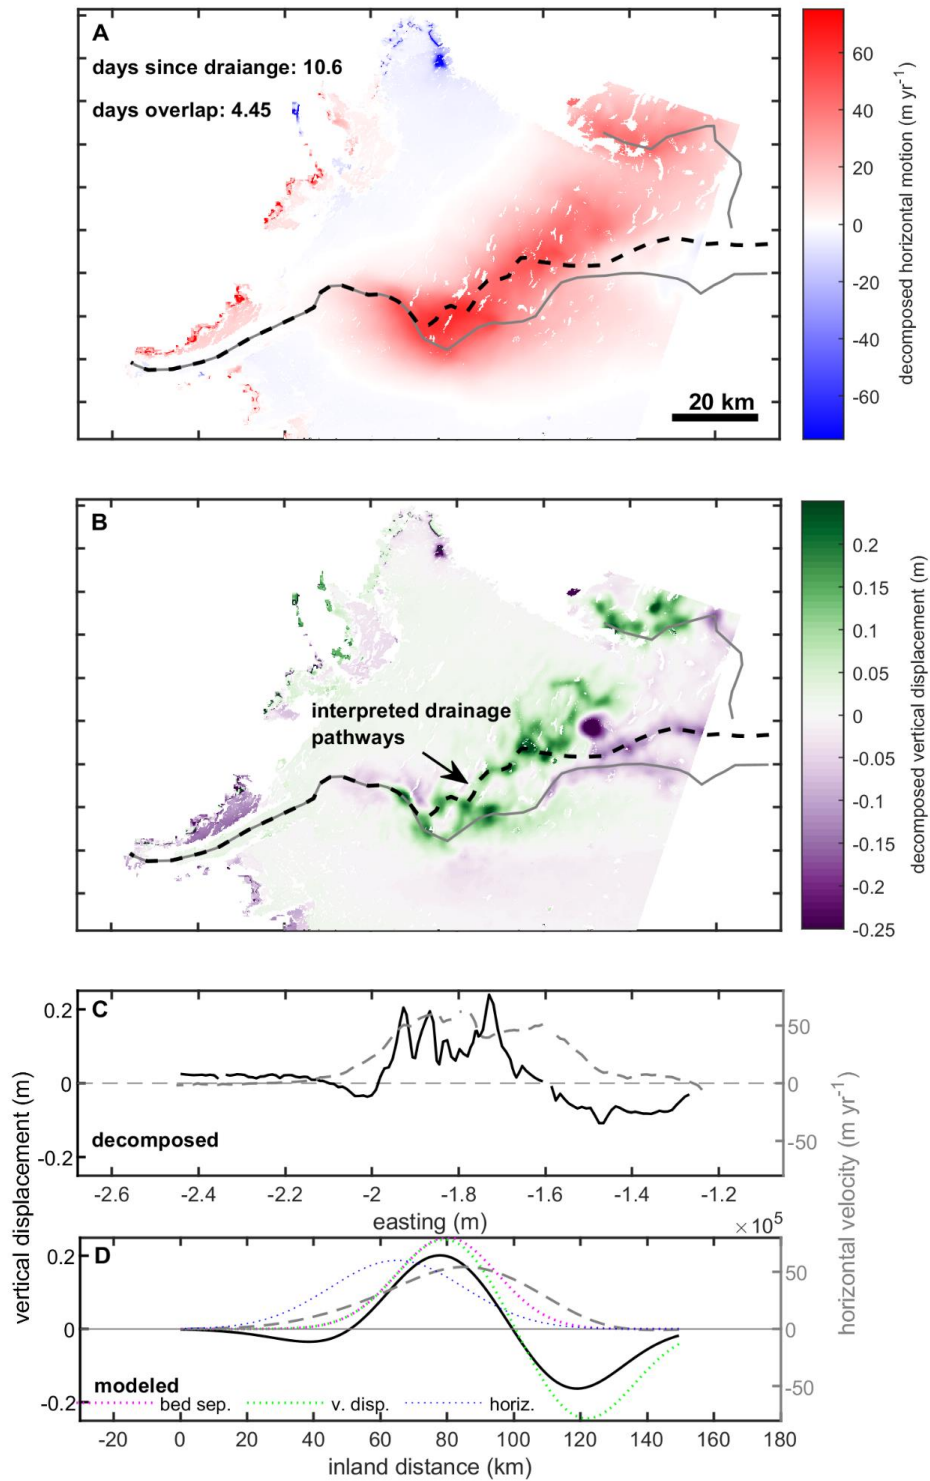 A
days since draiange: 10.6
days overlap: 4.45
20 km
60
40
20
0
-20
-40
-60
decomposed horizontal motion (m yr-1)
B
interpreted drainage
pathways
0.2
0.15
0.1
0.05
0
-0.05
-0.1
-0.15
-0.2
-0.25
decomposed vertical displacement (m)
C
0.2
0
-0.2
50
0
-50
decomposed
-2.6 -2.4 -2.2 -2 -1.8 -1.6 -1.4 -1.2
easting (m)
×10 5
vertical displacement (m)
horizontal velocity (m yr-1)
D
0.2
0
-0.2
50
0
-50
modeled
bed sep. v. disp. horiz.
-20 0 20 40 60 80 100 120 140 160 180
inland distance (km)